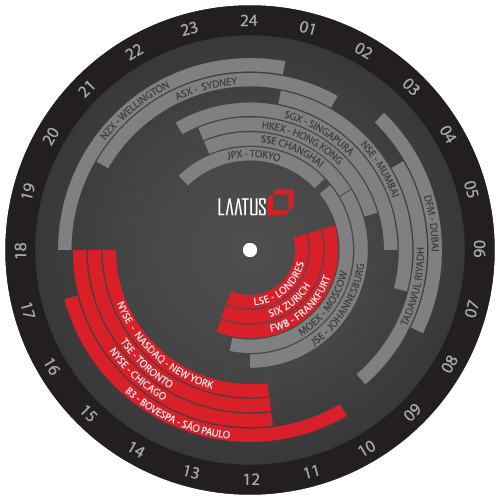 24
01
02
03
04
05
06
07
08
09
10
11
12
13
14
15
16
17
18
19
20
21
22
23
NZX - WELLINGTON
ASX - SYDNEY
SGX - SINGAPURA
HKEX - HONG KONG
SSE CHANGHAI
JPX - TOKYO
NSE - MUMBAI
DFM - DUBAI
TADAWUL RIYADH
LAATUS
LSE - LONDRES
SIX ZURICH
FWB - FRANKFURT
MOEX - MOSCOW
JSE - JOHANNESBURG
NYSE - NASDAQ - NEW YORK
TSE - TORONTO
NYSE - CHICAGO
B3 - BOVESPA - SÃO PAULO